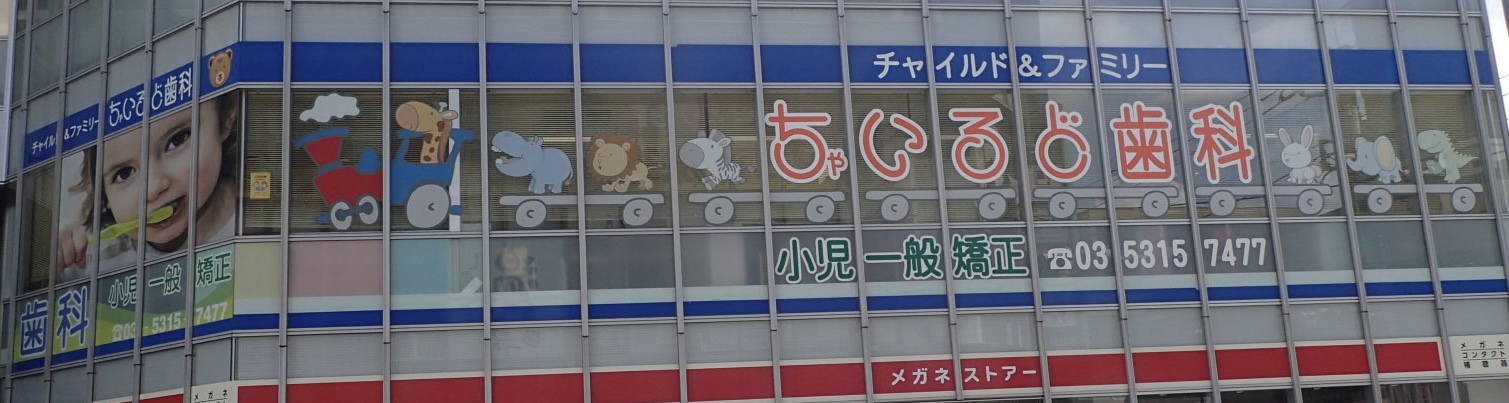 チャイルド&ファミリー
ちゃいるど歯科
小児 一般 矯正
☎03-5315-7477
歯科
チャイルド&ファミリー
ちゃいるど歯科
小児 一般 矯正 ☎03 5315 7477
メガネストアー
メガネ
コンタクト
補聴器
メガネ